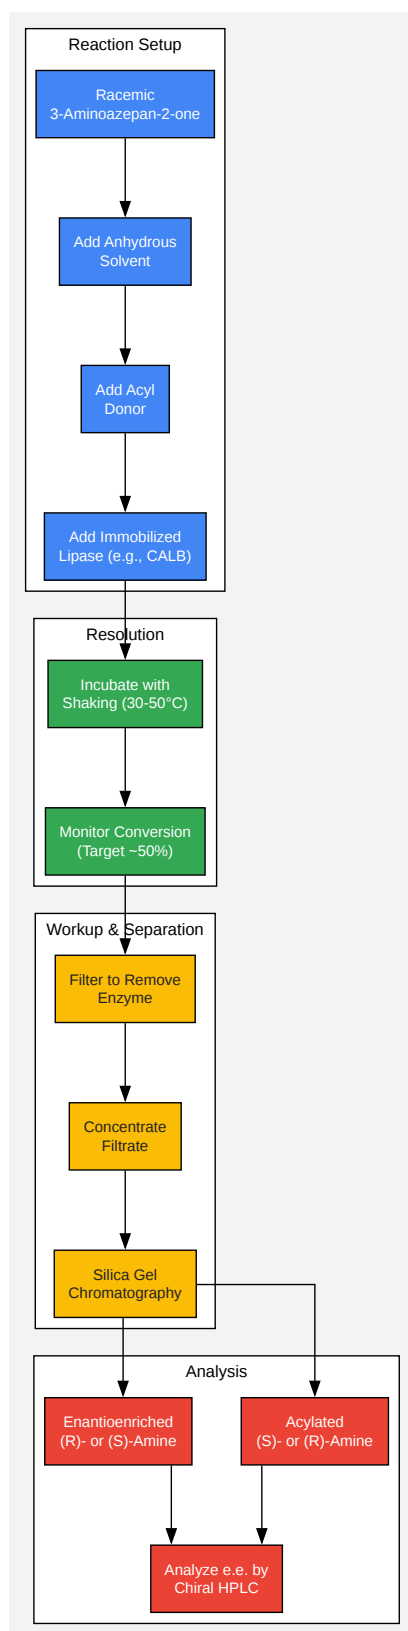 Reaction Setup
Racemic
3-Aminoazepan-2-one
Add Anhydrous
Solvent
Add Acyl
Donor
Add Immobilized
Lipase (e.g., CALB)
Resolution
Incubate with
Shaking (30-50°C)
Monitor Conversion
(Target ~50%)
Workup & Separation
Filter to Remove
Enzyme
Concentrate
Filtrate
Silica Gel
Chromatography
Analysis
Enantioenriched
(R)- or (S)-Amine
Acylated
(S)- or (R)-Amine
Analyze e.e. by
Chiral HPLC